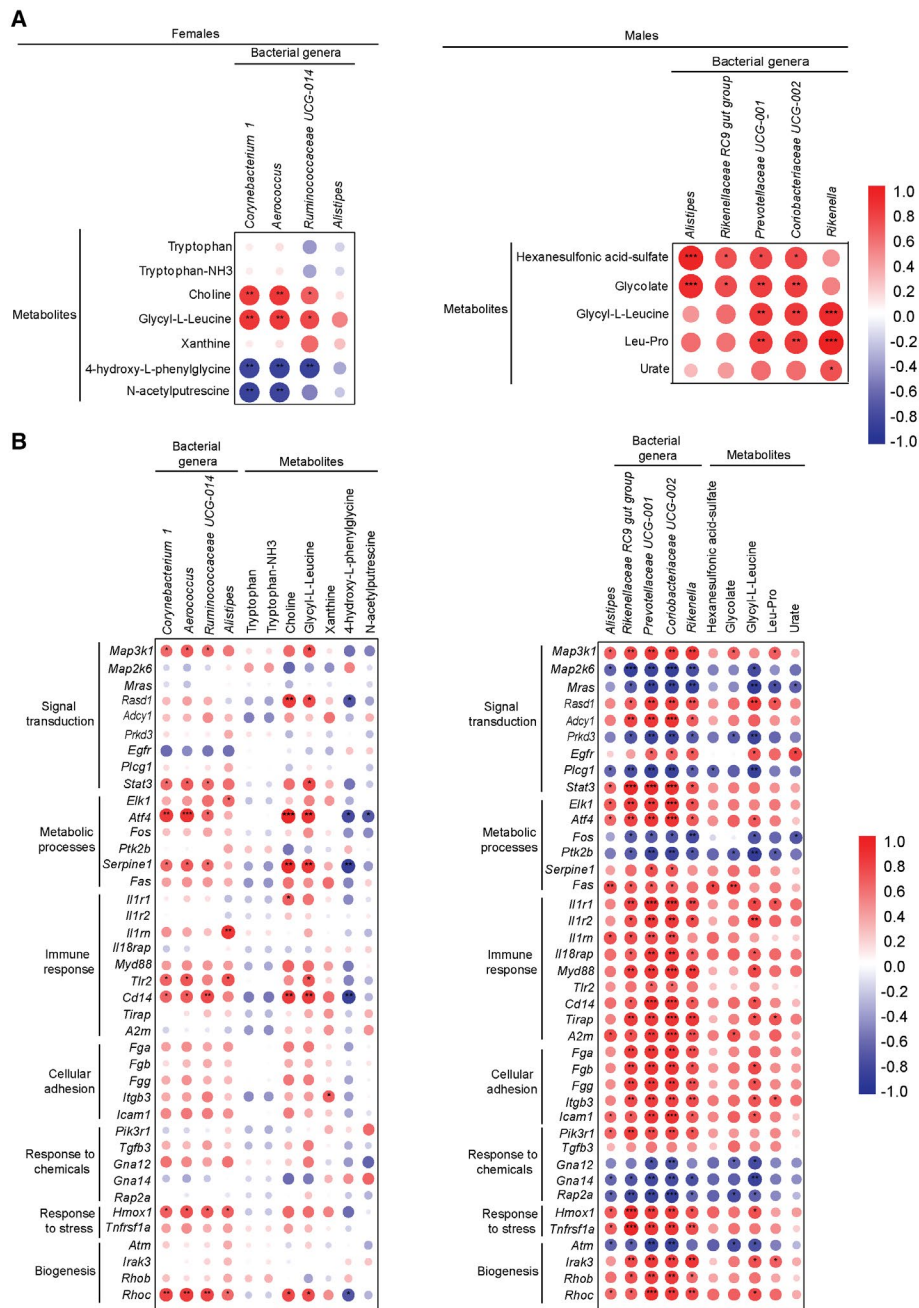 A
Females
Bacterial genera
Corynebacterium 1
Aerococcus
Ruminococcaceae UCG-014
Alistipes
Metabolites
Tryptophan
Tryptophan-NH3
Choline
Glycyl-L-Leucine
Xanthine
4-hydroxy-L-phenylglycine
N-acetylputrescine
Males
Bacterial genera
Alistipes
Rikenellaceae RC9 gut group
Prevotellaceae UCG-001
Coriobacteriaceae UCG-002
Rikenella
Metabolites
Hexanesulfonic acid-sulfate
Glycolate
Glycyl-L-Leucine
Leu-Pro
Urate
1.0
0.8
0.6
0.4
0.2
0
-0.2
-0.4
-0.6
-0.8
-1.0
B
Bacterial
genera
Metabolites
Corynebacterium 1
Aerococcus
Ruminococcaceae UCG-014
Alistipes
Tryptophan
Tryptophan-NH3
Choline
Glycyl-L-Leucine
Xanthine
4-hydroxy-L-phenylglycine
N-acetylputrescine
Signal
transduction
Map3k1
Map2k6
Mras
Rasd1
Adcy1
Prkd3
Egfr
Plcg1
Stat3
Metabolic
processes
Elk1
Atf4
Fos
Ptk2b
Serpine1
Fas
Immune
response
Il1r1
Il1r2
Il1rn
Il18rap
Myd88
Tlr2
Cd14
Tirap
A2m
Cellular
adhesion
Fga
Fgb
Fgg
Itgb3
Icam1
Response to
chemicals
Pik3r1
Tgfb3
Gna12
Gna14
Rap2a
Response
to stress
Hmox1
Tnfrsf1a
Biogenesis
Atm
Irak3
Rhob
Rhoc
Bacterial
genera
Metabolites
Alistipes
Rikenellaceae RC9 gut group
Prevotellaceae UCG-001
Coriobacteriaceae UCG-002
Rikenella
Hexanesulfonic acid-sulfate
Glycolate
Glycyl-L-Leucine
Leu-Pro
Urate
Signal
transduction
Map3k1
Map2k6
Mras
Rasd1
Adcy1
Prkd3
Egfr
Plcg1
Stat3
Metabolic
processes
Elk1
Atf4
Fos
Ptk2b
Serpine1
Fas
Immune
response
Il1r1
Il1r2
Il1rn
Il18rap
Myd88
Tlr2
Cd14
Tirap
A2m
Cellular
adhesion
Fga
Fgb
Fgg
Itgb3
Icam1
Response to
chemicals
Pik3r1
Tgfb3
Gna12
Gna14
Rap2a
Response
to stress
Hmox1
Tnfrsf1a
Biogenesis
Atm
Irak3
Rhob
Rhoc
1.0
0.8
0.6
0.4
0.2
0
-0.2
-0.4
-0.6
-0.8
-1.0